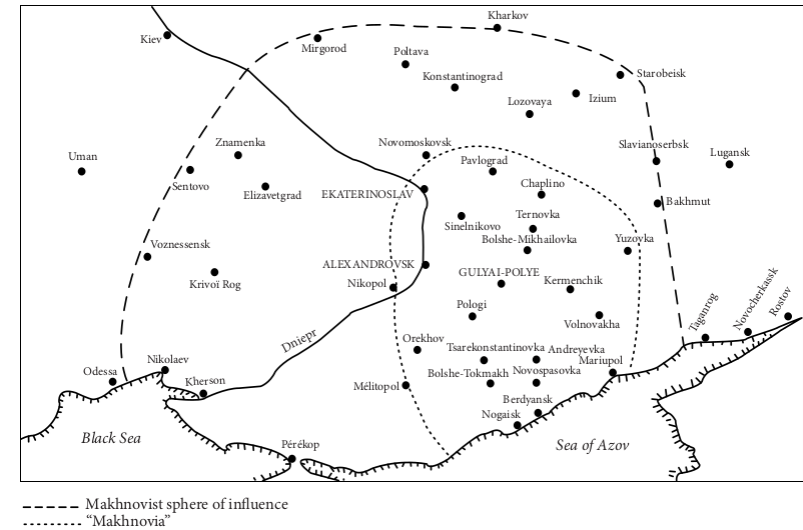 Kharkov
Kiev
Mirgorod
Poltava
Starobeisk
Konstantinograd
Izium
Lozovaya
Znamenka
Novomoskovsk
Slavianoserbsk
Uman
Pavlograd
Lugansk
Sentovo
Chaplino
Elizavetgrad
EKATERINOSLAV
Bakhmut
Ternovka
Sinelnikovo
Bolshe-Mikhailovka
Yuzovka
Voznessensk
ALEXANDROVSK
GULYAI-POLYE
Krivoï Rog
Nikopol
Kermenchik
Pologi
Volnovakha
Taganrog
Novocherkassk
Rostov
Dniepr
Orekhov
Tsarekonstantinovka
Andreyevka
Nikolaev
Mariupol
Odessa
Bolshe-Tokmakh
Novospasovka
Kherson
Mélitopol
Berdyansk
Nogaisk
Black Sea
Pérékop
Sea of Azov
Makhnovist sphere of influence
“Makhnovia”